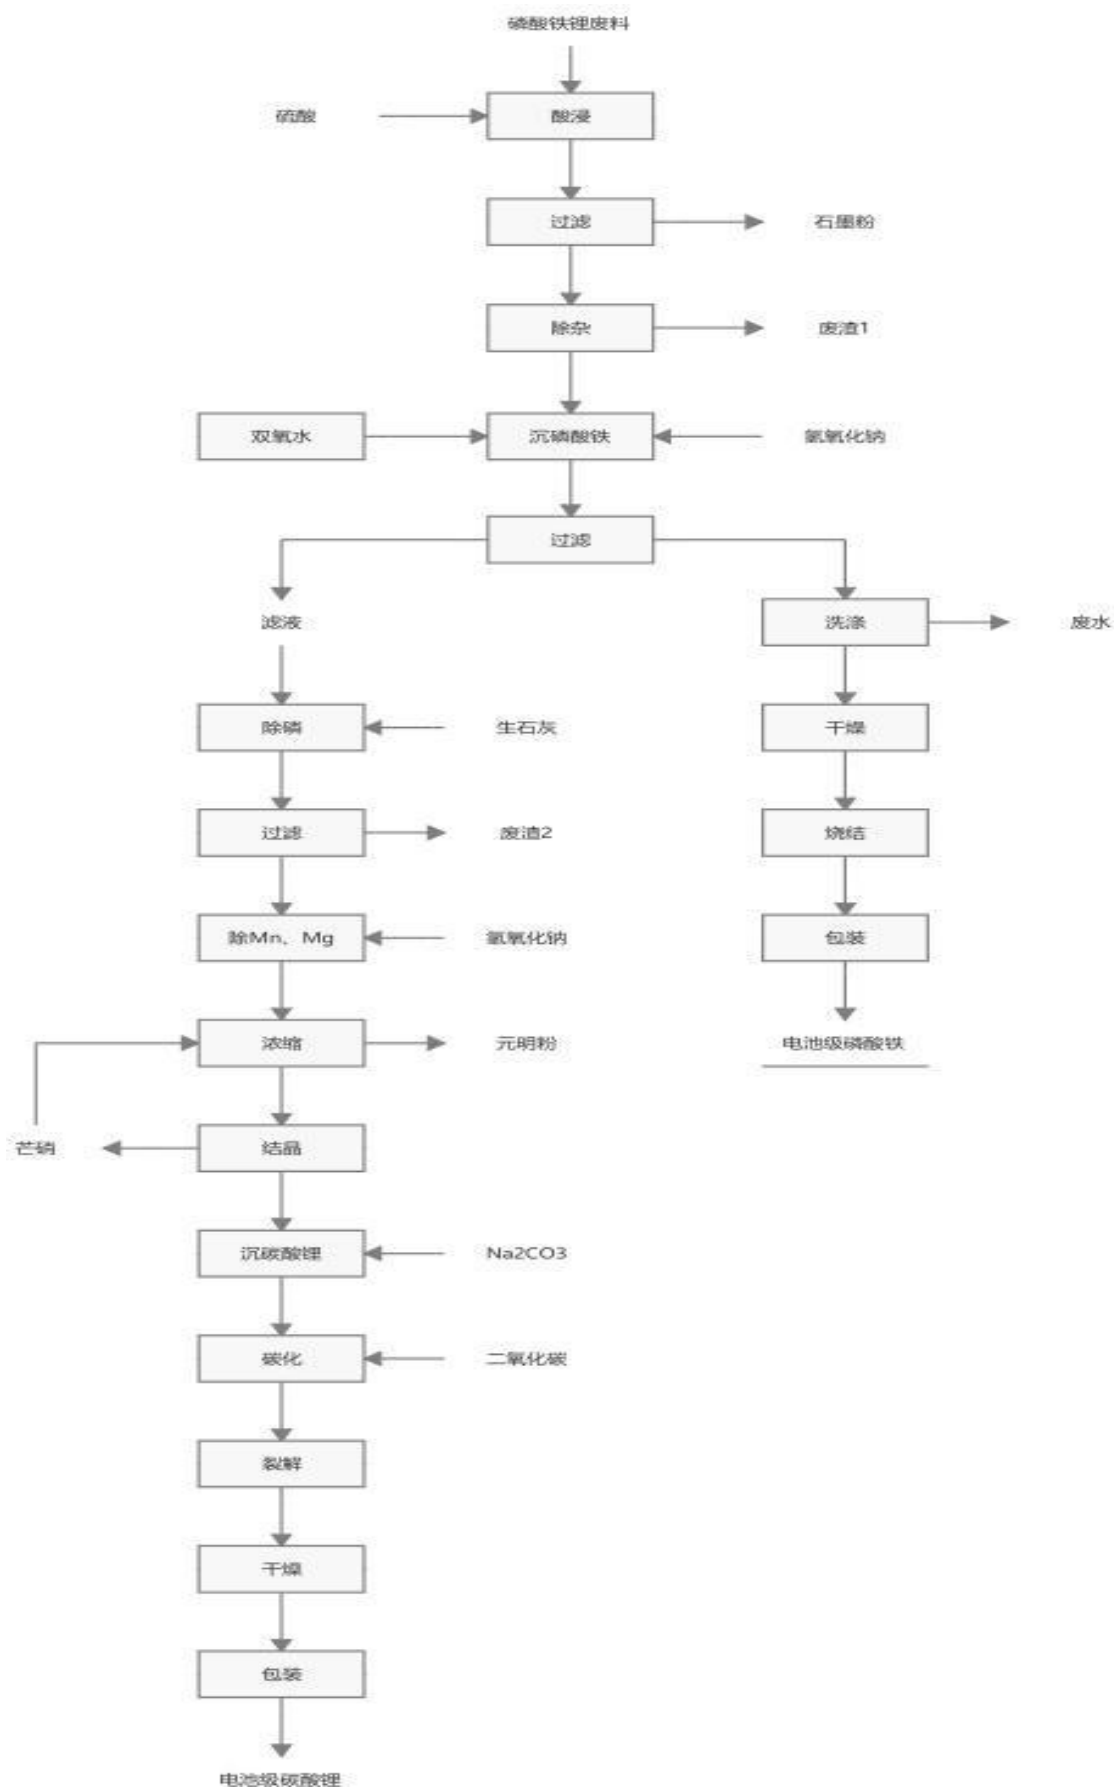 磷酸铁锂废料
硫酸
酸浸
过滤
石墨粉
除杂
废渣1
双氧水
沉磷酸铁
氢氧化钠
过滤
滤液
洗涤
废水
除磷
生石灰
干燥
过滤
废渣2
烧结
除Mn、Mg
氢氧化钠
包装
浓缩
元明粉
电池级磷酸铁
芒硝
结晶
沉碳酸锂
Na2CO3
碳化
二氧化碳
裂解
干燥
包装
电池级碳酸锂